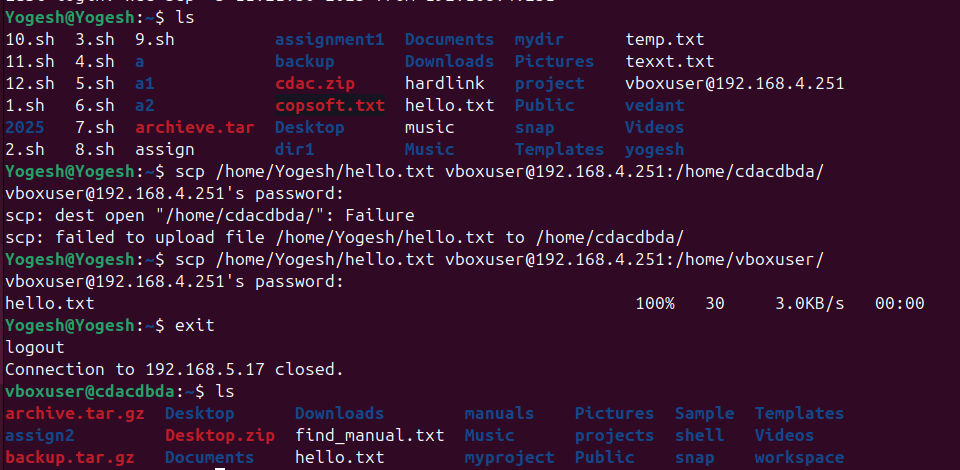 Yogesh@Yogesh:~$ ls
10.sh 3.sh 9.sh assignment1 Documents mydir temp.txt
11.sh 4.sh a backup Downloads Pictures texxt.txt
12.sh 5.sh a1 cdac.zip hardlink project vboxuser@192.168.4.251
1.sh 6.sh a2 copsoft.txt hello.txt Public vedant
2025 7.sh archieve.tar Desktop music snap Videos
2.sh 8.sh assign dir1 Music Templates yogesh
Yogesh@Yogesh:~$ scp /home/Yogesh/hello.txt vboxuser@192.168.4.251:/home/cdacdbda/
vboxuser@192.168.4.251's password:
scp: dest open "/home/cdacdbda/": Failure
scp: failed to upload file /home/Yogesh/hello.txt to /home/cdacdbda/
Yogesh@Yogesh:~$ scp /home/Yogesh/hello.txt vboxuser@192.168.4.251:/home/vboxuser/
vboxuser@192.168.4.251's password:
hello.txt 100% 30 3.0KB/s 00:00
Yogesh@Yogesh:~$ exit
logout
Connection to 192.168.5.17 closed.
vboxuser@cdacdbda:~$ ls
archive.tar.gz Desktop Downloads manuals Pictures Sample Templates
assign2 Desktop.zip find_manual.txt Music projects shell Videos
backup.tar.gz Documents hello.txt myproject Public snap workspace